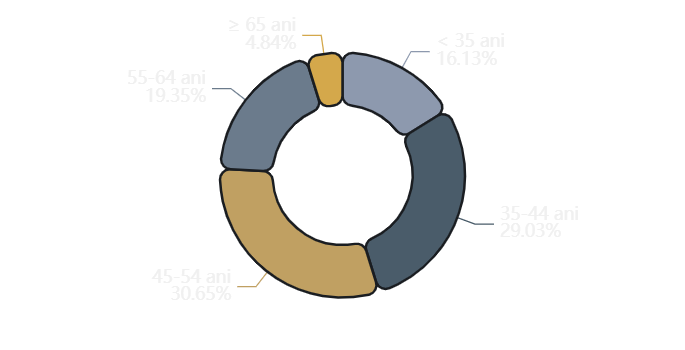 ≥ 65 ani
4.84%
< 35 ani
16.13%
55-64 ani
19.35%
35-44 ani
29.03%
45-54 ani
30.65%